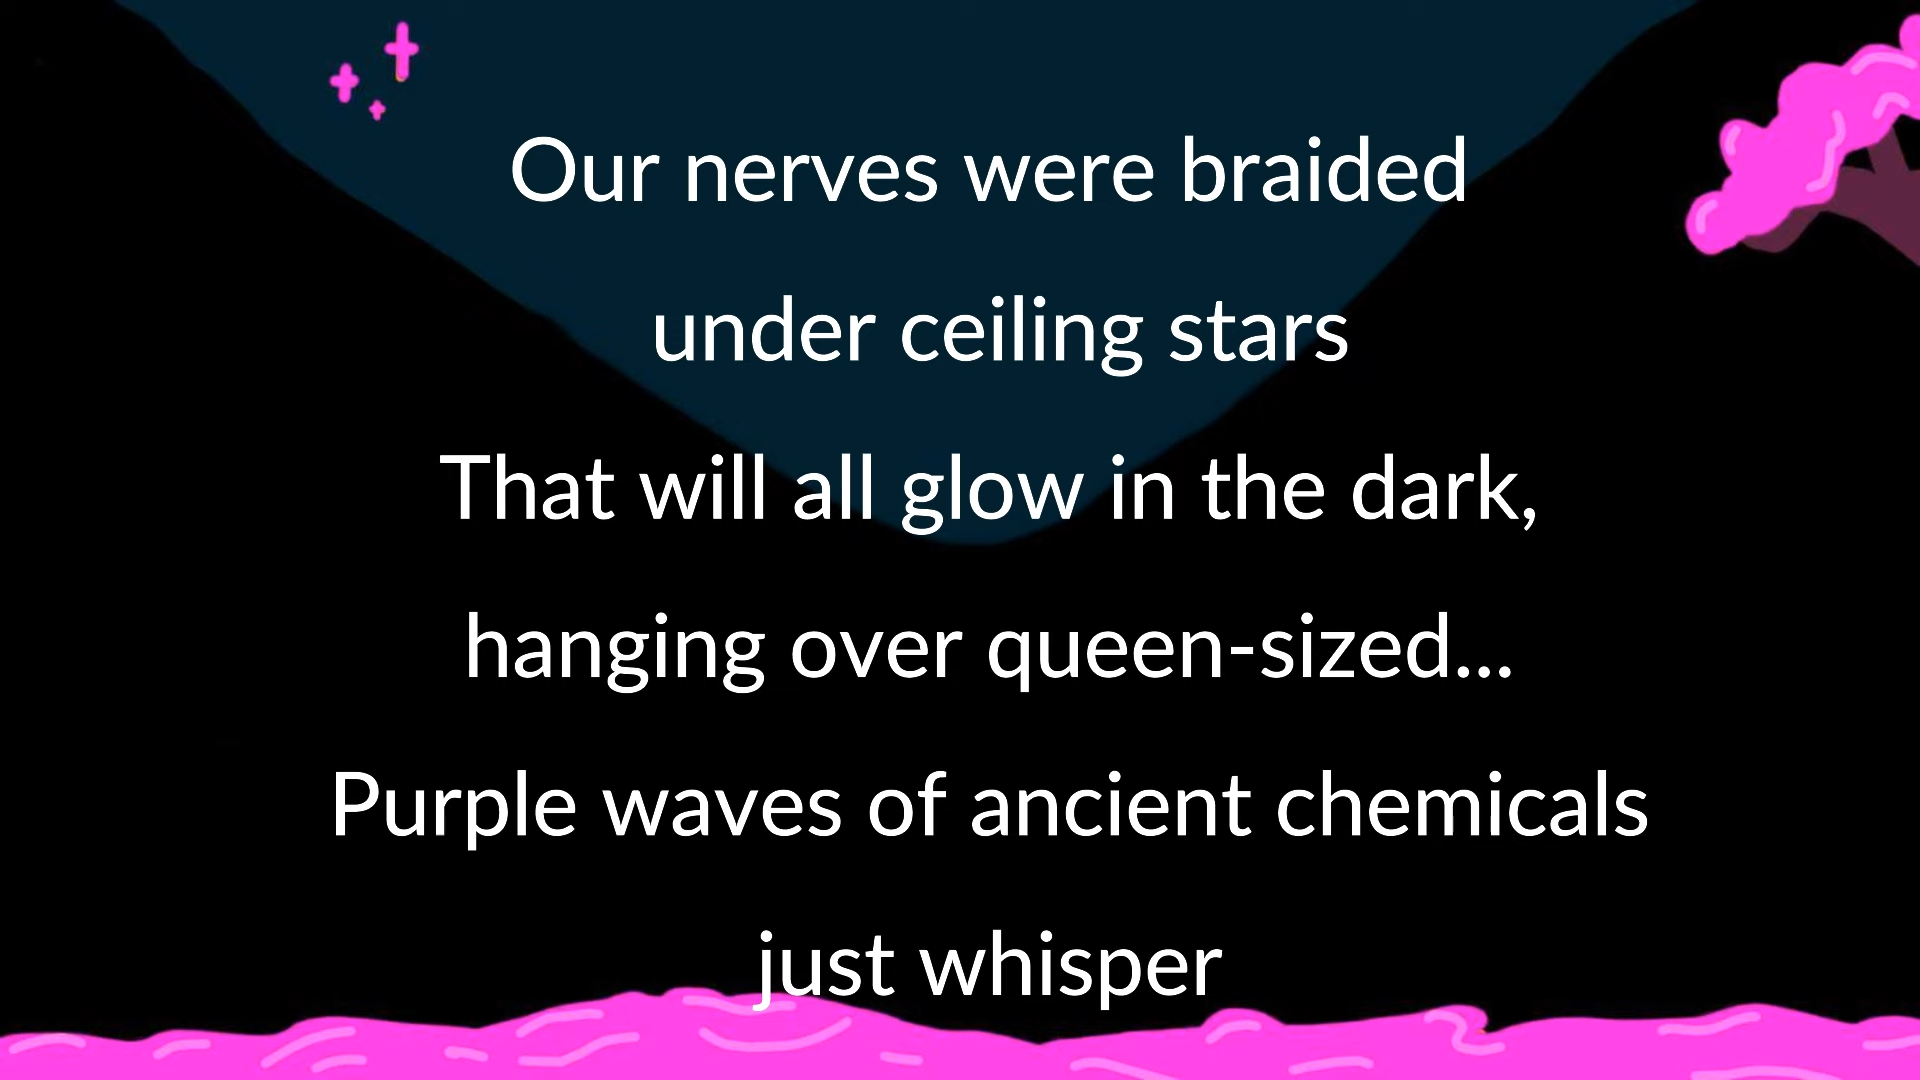 Our nerves were braided
under ceiling stars
That will all glow in the dark,
hanging over queen-sized...
Purple waves of ancient chemicals
just whisper